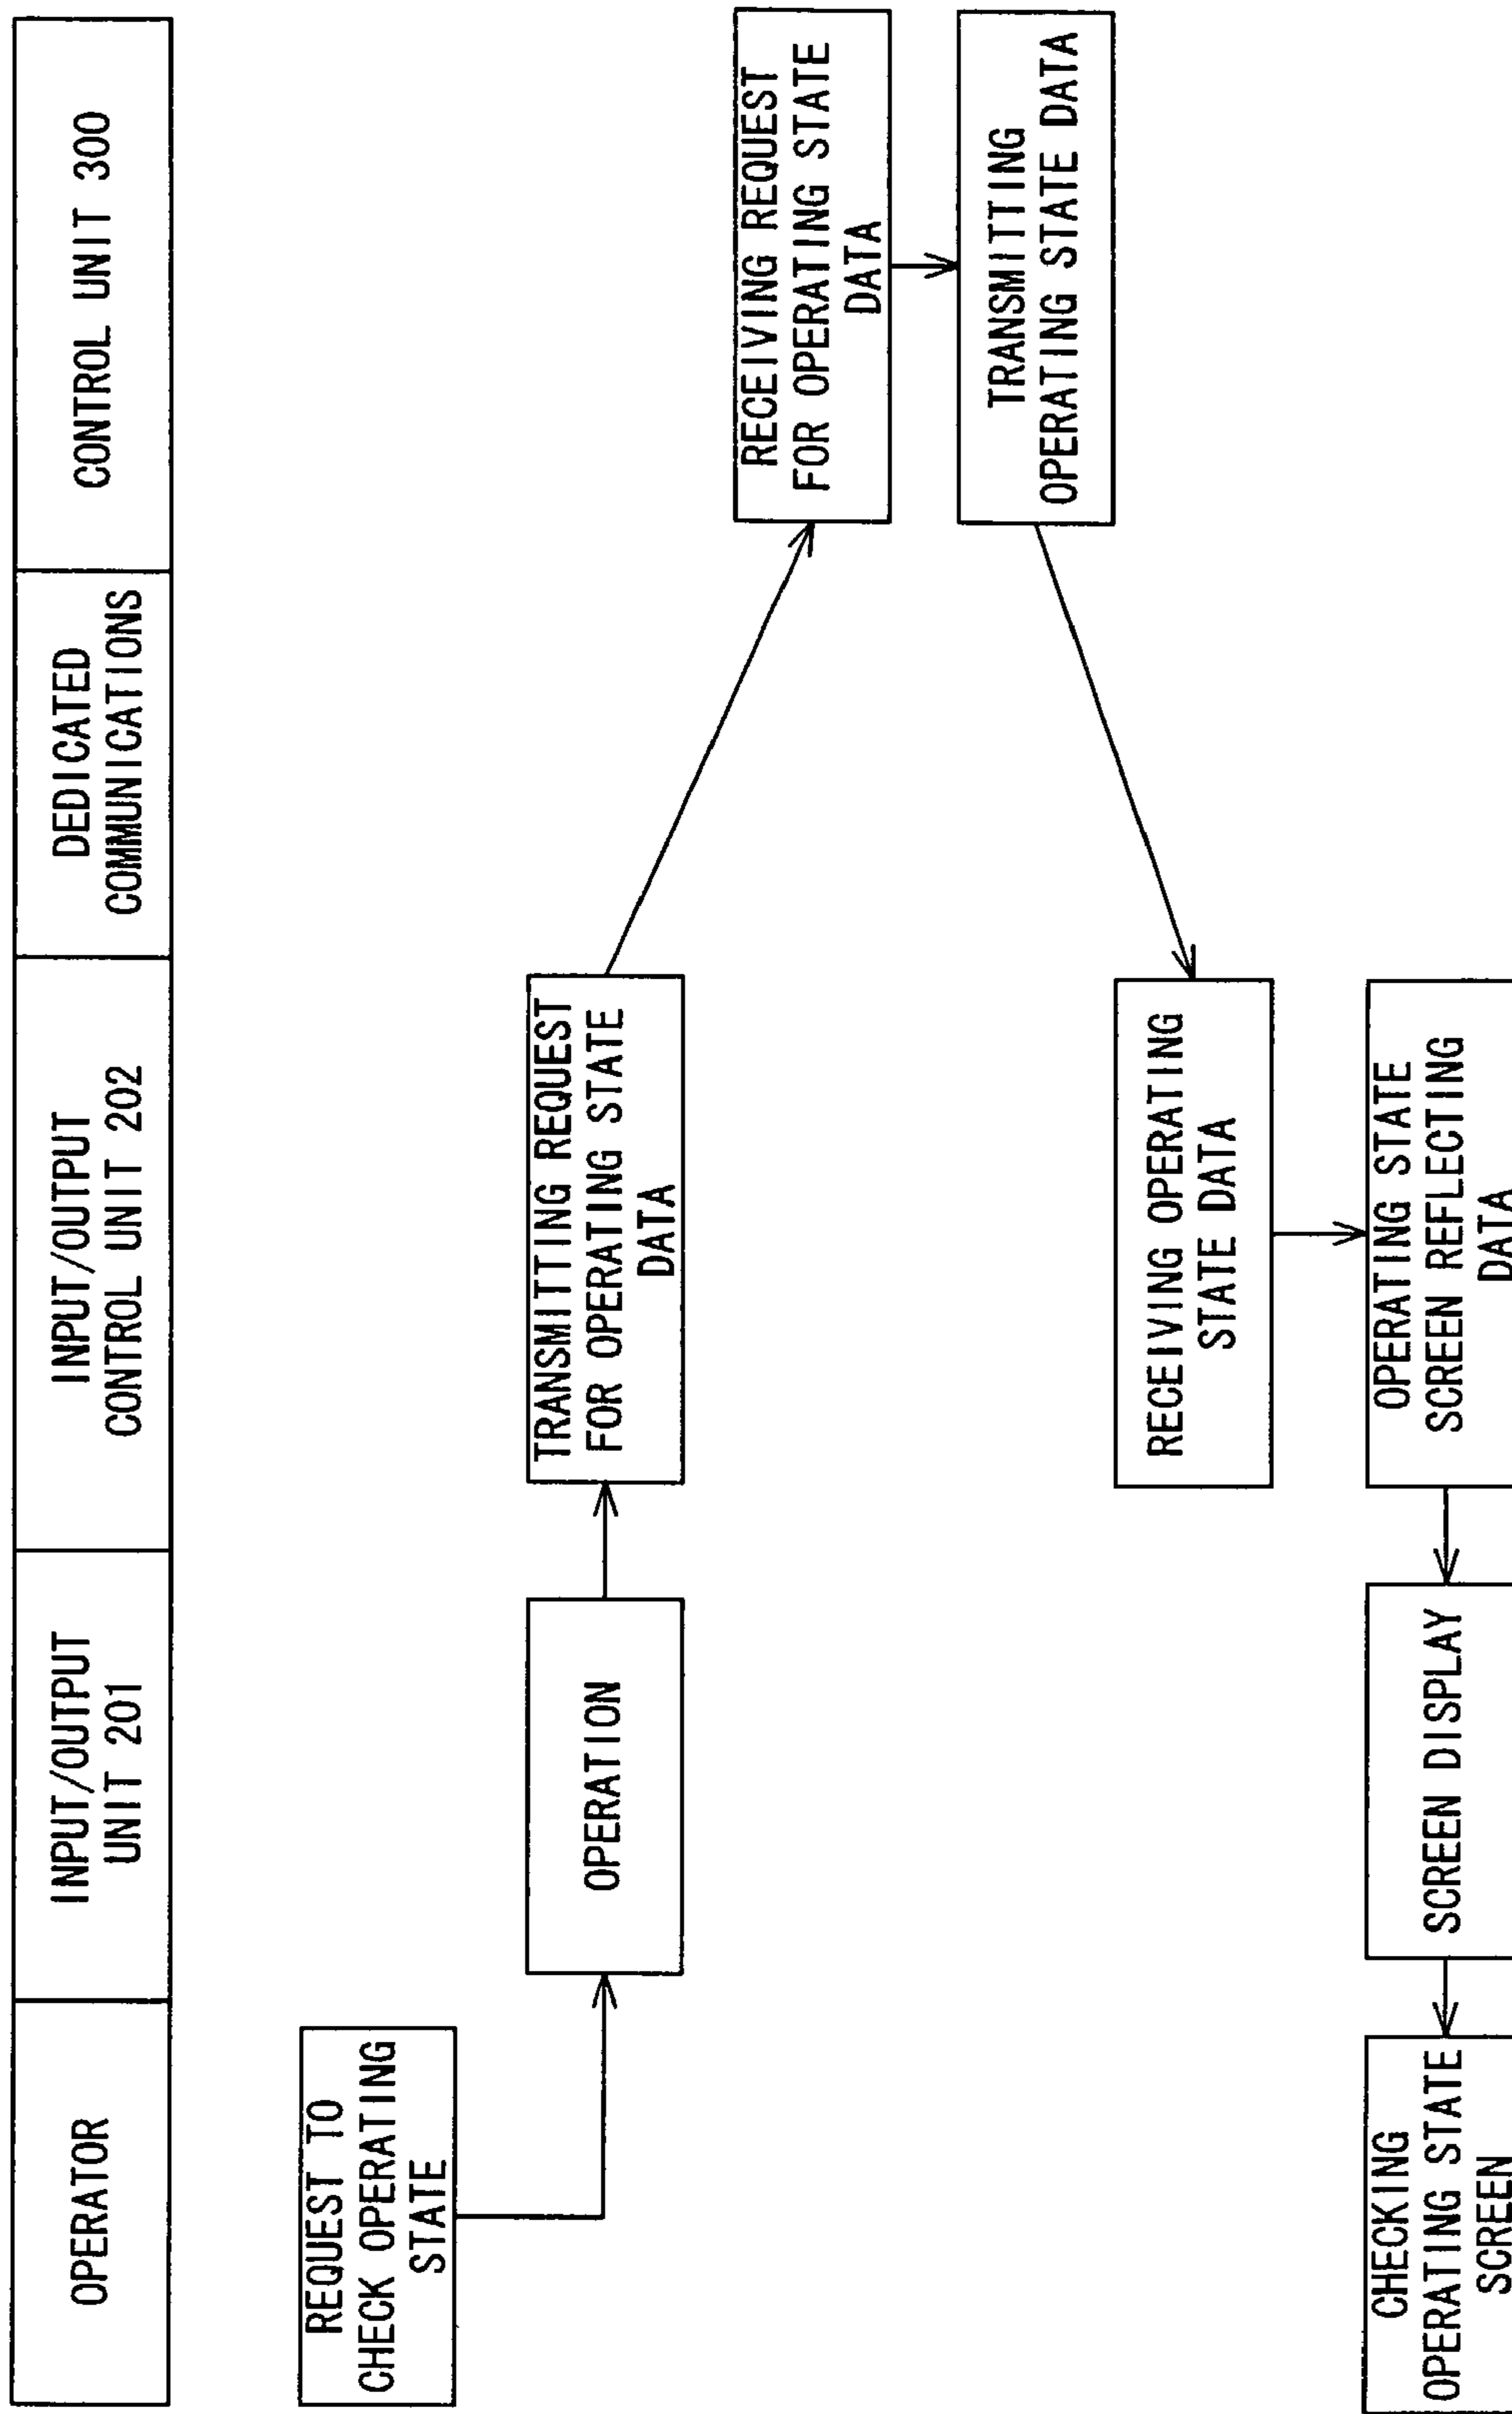 OPERATOR
INPUT/OUTPUT
UNIT 201
INPUT/OUTPUT
CONTROL UNIT 202
DEDICATED
COMMUNICATIONS
CONTROL UNIT 300
REQUEST TO
CHECK OPERATING
STATE
OPERATION
TRANSMITTING REQUEST
FOR OPERATING STATE
DATA
RECEIVING REQUEST
FOR OPERATING STATE
DATA
TRANSMITTING
OPERATING STATE DATA
RECEIVING OPERATING
STATE DATA
OPERATING STATE
SCREEN REFLECTING
DATA
SCREEN DISPLAY
CHECKING
OPERATING STATE
SCREEN